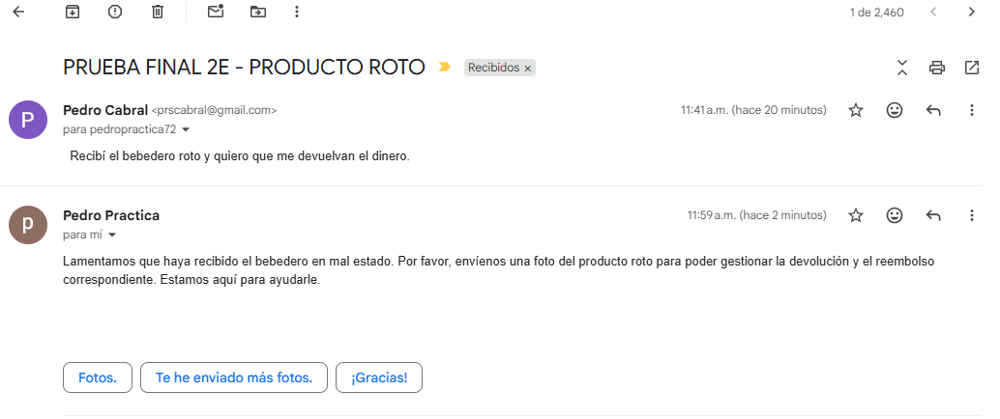 1 de 2,460
PRUEBA FINAL 2E - PRODUCTO ROTO
Recibidos ×
P
Pedro Cabral <prscabral@gmail.com>
11:41 a.m. (hace 20 minutos)
para pedropractica72
Recibí el bebedero roto y quiero que me devuelvan el dinero.
p
Pedro Practica
11:59 a.m. (hace 2 minutos)
para mí
Lamentamos que haya recibido el bebedero en mal estado. Por favor, envíenos una foto del producto roto para poder gestionar la devolución y el reembolso
correspondiente. Estamos aquí para ayudarle.
Fotos.
Te he enviado más fotos.
¡Gracias!